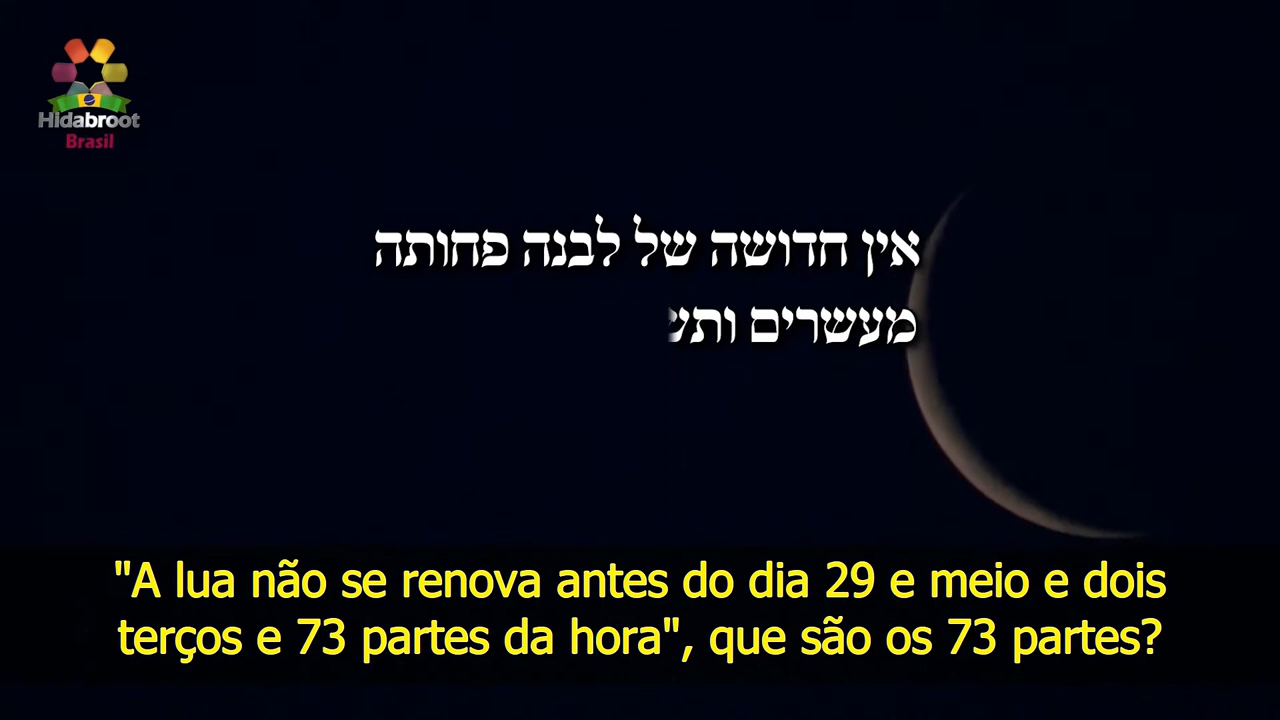 Hidabroot
Brasil
אין חדושה של לבנה פחותה
מעשרים
"A lua não se renova antes do dia 29 e meio e dois
terços e 73 partes da hora", que são os 73 partes?